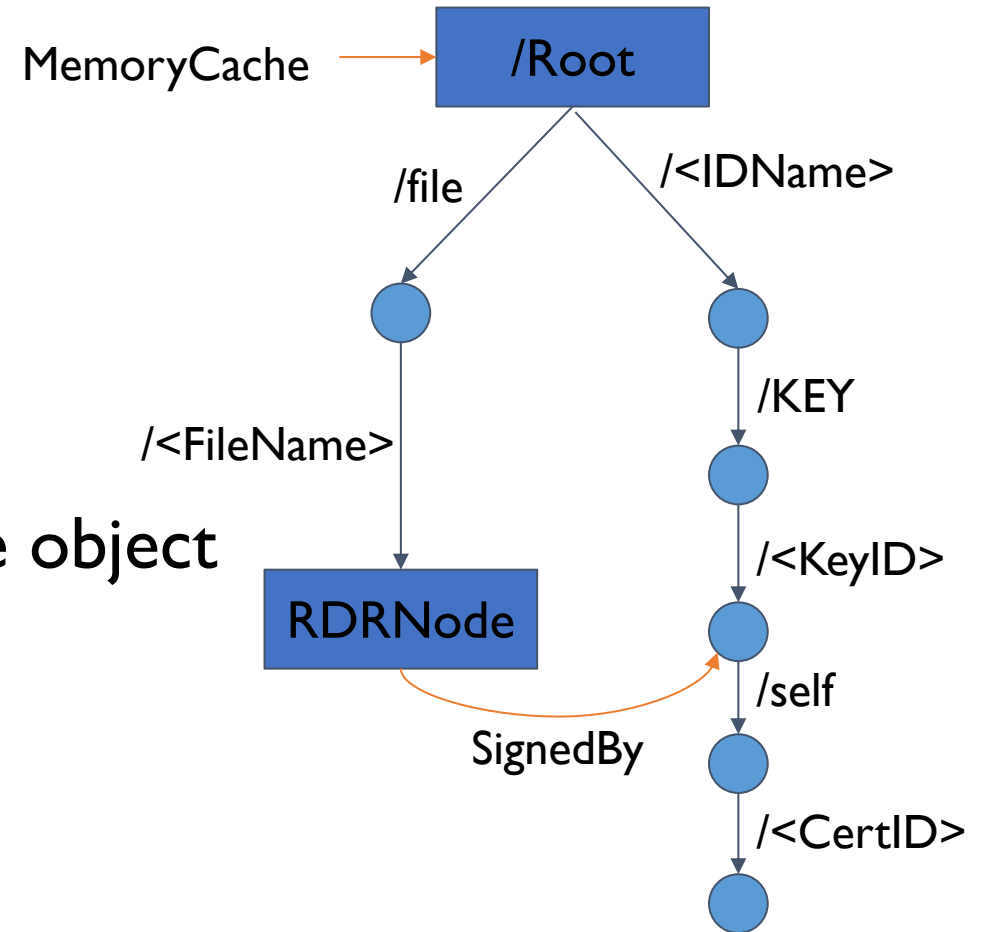 MemoryCache
/Root
/file
/<IDName>
/KEY
/<FileName>
object
/<KeyID>
RDRNode
/self
SignedBy
/<CertID>